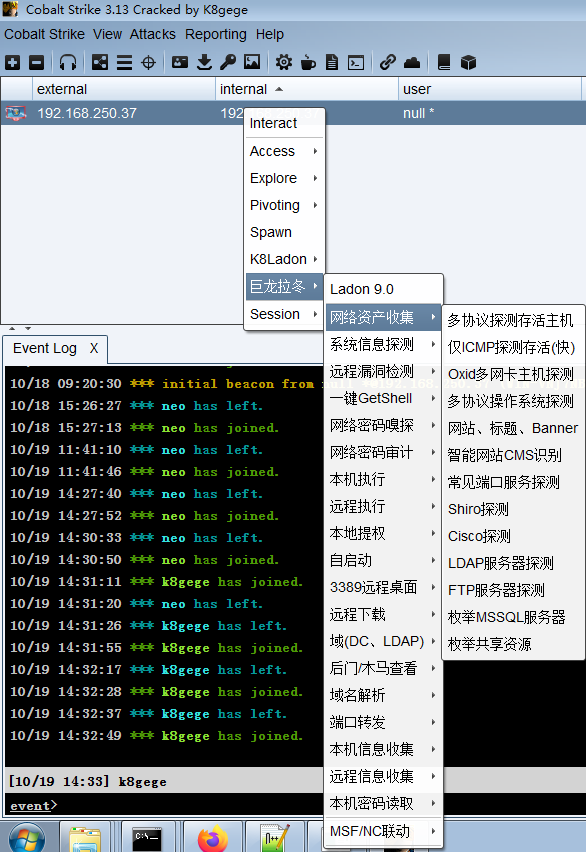 Cobalt Strike 3.13 Cracked by K8gege
Cobalt Strike View Attacks Reporting Help
external internal user
192.168.250.37 192 null *
Interact
Access
Explore
Pivoting
Spawn
K8Ladon
巨龙拉冬
Session
Ladon 9.0
网络资产收集
系统信息探测
远程漏洞检测
一键GetShell
网络密码嗅探
网络密码审计
本机执行
远程执行
本地提权
自启动
3389远程桌面
远程下载
域(DC、LDAP)
后门/木马查看
域名解析
端口转发
本机信息收集
远程信息收集
本机密码读取
MSF/NC联动
多协议探测存活主机
仅ICMP探测存活(快)
Oxid多网卡主机探测
多协议操作系统探测
网站、标题、Banner
智能网站CMS识别
常见端口服务探测
Shiro探测
Cisco探测
LDAP服务器探测
FTP服务器探测
枚举MSSQL服务器
枚举共享资源
Event Log X
10/18 09:20:30 *** initial beacon from
10/18 15:26:27 *** neo has left.
10/18 15:27:13 *** neo has joined.
10/19 11:41:10 *** neo has left.
10/19 11:41:46 *** neo has joined.
10/19 14:27:40 *** neo has left.
10/19 14:27:52 *** neo has joined.
10/19 14:30:33 *** neo has left.
10/19 14:30:50 *** neo has joined.
10/19 14:31:11 *** k8gege has joined.
10/19 14:31:20 *** neo has left.
10/19 14:31:26 *** k8gege has left.
10/19 14:31:55 *** k8gege has joined.
10/19 14:32:17 *** k8gege has left.
10/19 14:32:28 *** k8gege has joined.
10/19 14:32:37 *** k8gege has left.
10/19 14:32:49 *** k8gege has joined.
[10/19 14:33] k8gege
event>